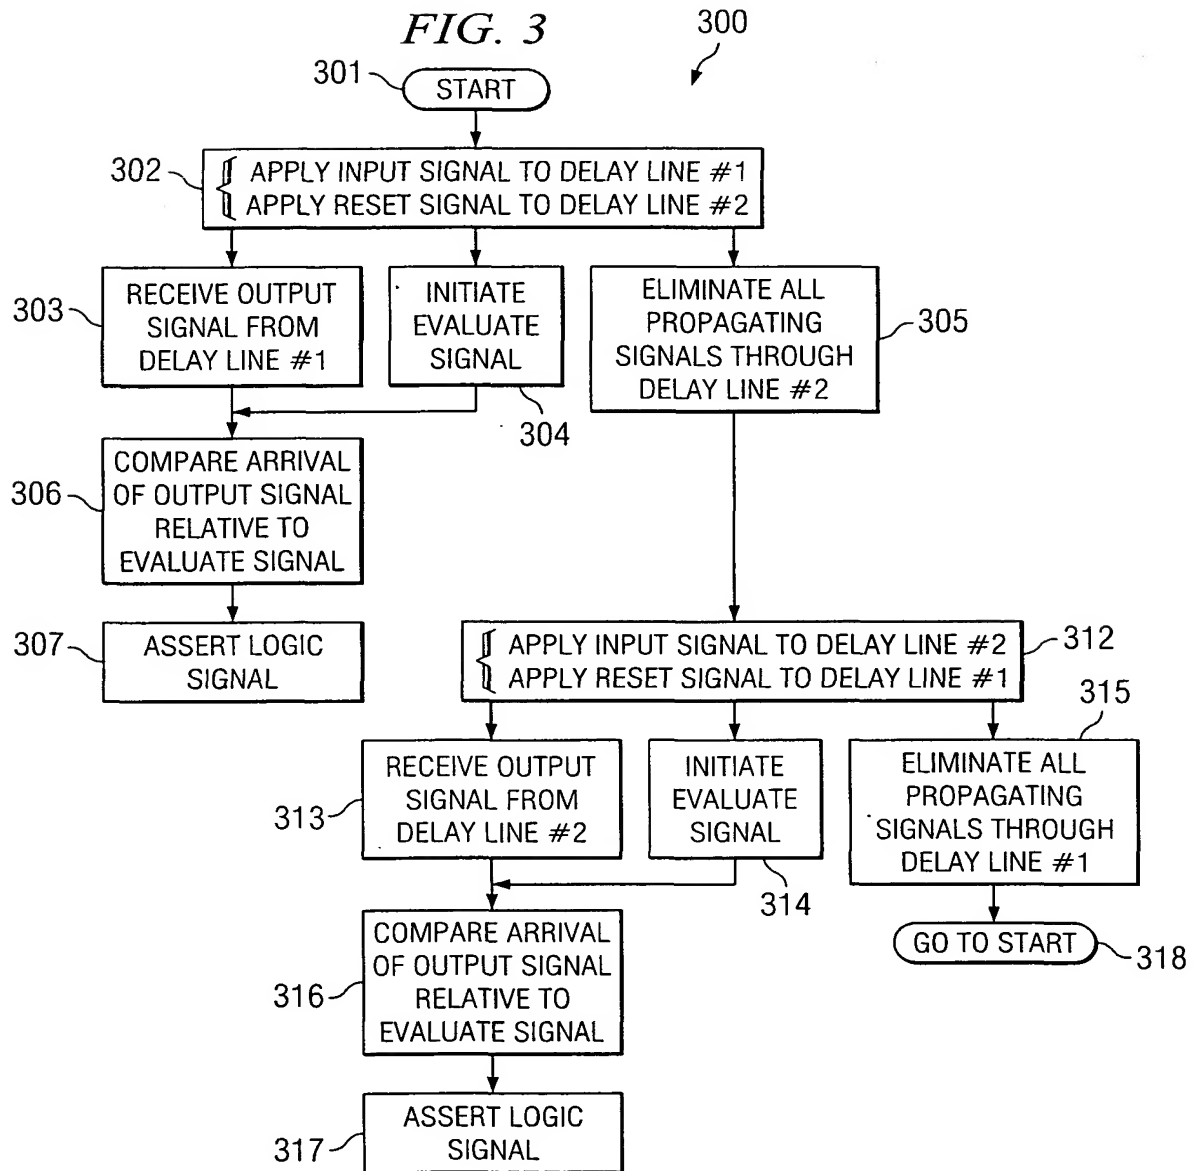 FIG. 3
300
301
START
302
APPLY INPUT SIGNAL TO DELAY LINE #1
APPLY RESET SIGNAL TO DELAY LINE #2
303
RECEIVE OUTPUT
SIGNAL FROM
DELAY LINE #1
INITIATE
EVALUATE
SIGNAL
304
ELIMINATE ALL
PROPAGATING
SIGNALS THROUGH
DELAY LINE #2
305
306
COMPARE ARRIVAL
OF OUTPUT SIGNAL
RELATIVE TO
EVALUATE SIGNAL
307
ASSERT LOGIC
SIGNAL
APPLY INPUT SIGNAL TO DELAY LINE #2
APPLY RESET SIGNAL TO DELAY LINE #1
312
313
RECEIVE OUTPUT
SIGNAL FROM
DELAY LINE #2
INITIATE
EVALUATE
SIGNAL
314
315
ELIMINATE ALL
PROPAGATING
SIGNALS THROUGH
DELAY LINE #1
GO TO START
318
316
COMPARE ARRIVAL
OF OUTPUT SIGNAL
RELATIVE TO
EVALUATE SIGNAL
317
ASSERT LOGIC
SIGNAL